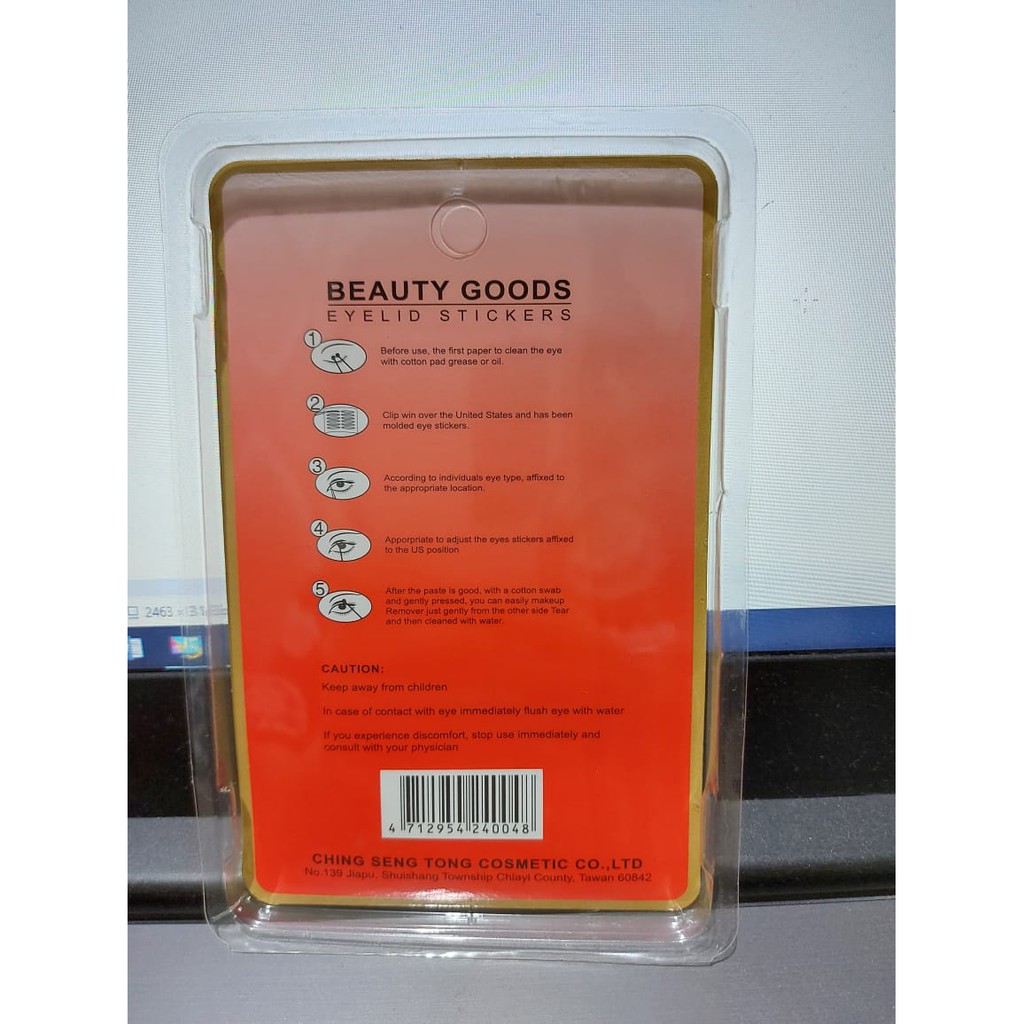 BEAUTY GOODS
EYELID STICKERS
1
Before use, the first paper to clean the eye
with cotton pad grease or oil.
2
Clip win over the United States and has been
molded eye stickers.
3
According to individuals eye type, affixed to
the appropriate location.
4
Apporpriate to adjust the eyes stickers affixed
to the US position
5
After the paste is good, with a cotton swab
and gently pressed, you can easily makeup
Remover just gently from the other side Tear
and then cleaned with water.
CAUTION:
Keep away from children
In case of contact with eye immediately flush eye with water
If you experience discomfort, stop use immediately and
consult with your physician
4 712954 240048
CHING SENG TONG COSMETIC CO.,LTD
No.139 Jiapu, Shuishang Township Chiayi County, Tawan 60842
2463